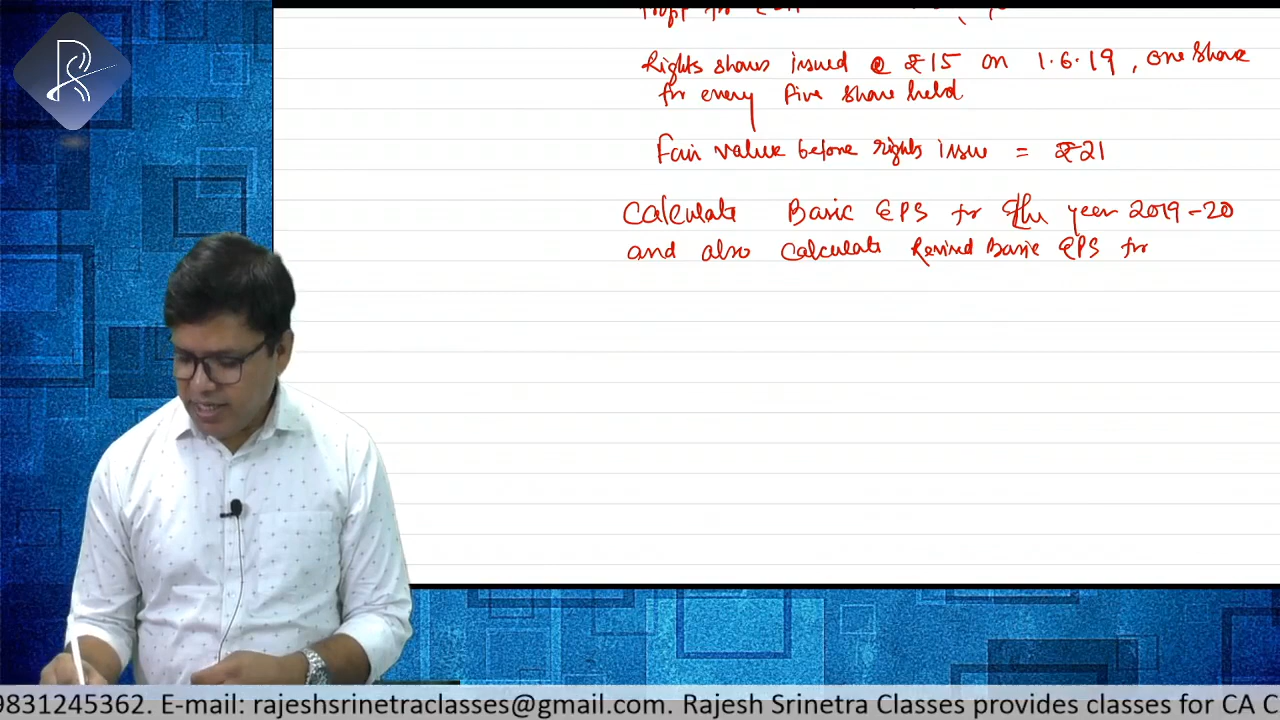 Rights shares issued @ ₹15 on 1.6.19, one share
for every five share held
Fair value before rights issue = ₹21
Calculate Basic EPS for the year 2019-20
and also calculate Revised Basic EPS for
9831245362. E-mail: rajeshsrinetraclasses@gmail.com. Rajesh Srinetra Classes provides classes for CA C